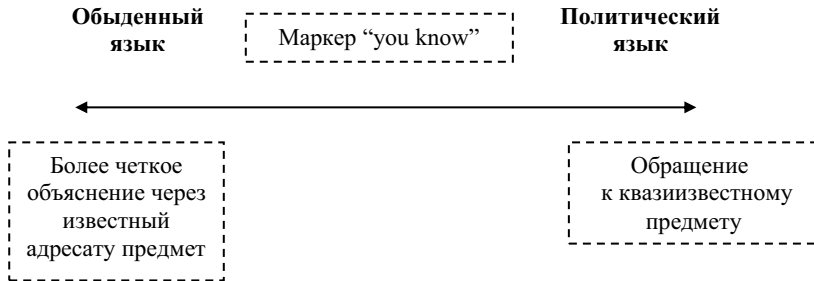 Обыденный
язык
Маркер “you know”
Политический
язык
Более четкое
объяснение через
известный
адресату предмет
Обращение
к квазиизвестному
предмету